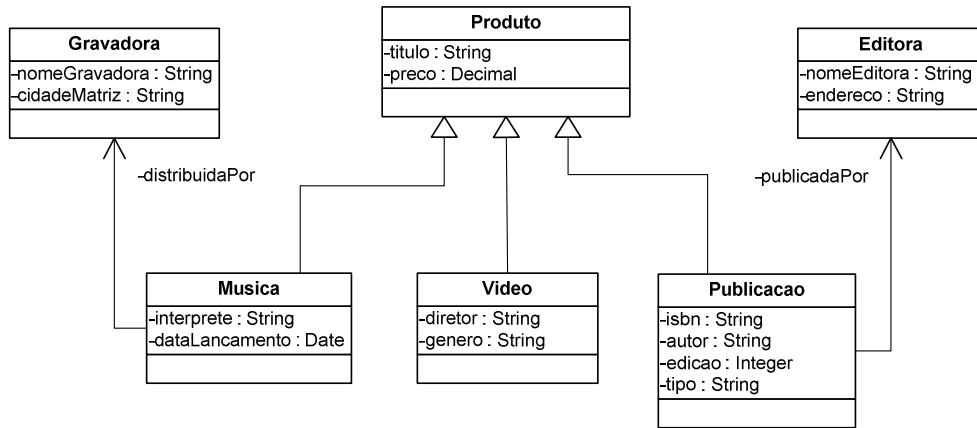 Gravadora
-nomeGravadora : String
-cidadeMatriz : String
Produto
-titulo : String
-preco : Decimal
Editora
-nomeEditora : String
-endereco : String
-distribuidaPor
-publicadaPor
Musica
-interprete : String
-dataLancamento : Date
Video
-diretor : String
-genero : String
Publicacao
-isbn : String
-autor : String
-edicao : Integer
-tipo : String